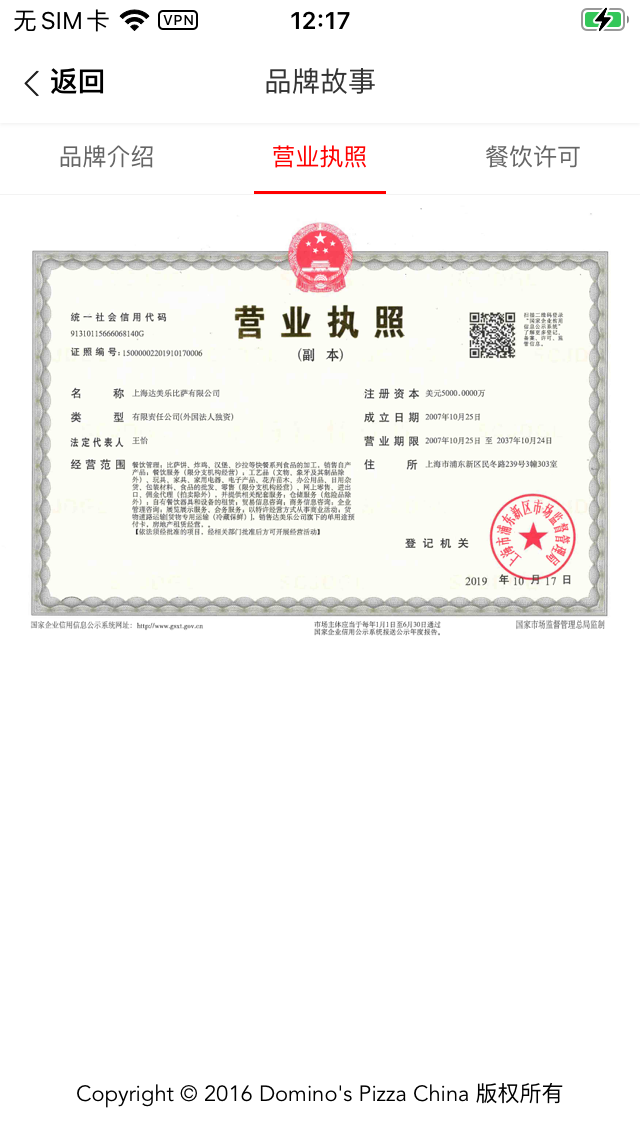 无SIM卡 VPN 12:17
返回 品牌故事
品牌介绍 营业执照 餐饮许可
营业执照
(副 本)
统一社会信用代码
91310115666068140G
证照编号:15000002201910170006
扫描二维码登录
“国家企业信用
信息公示系统”
了解更多登记、
备案、许可、监
管信息。
名 称 上海达美乐比萨有限公司
类 型 有限责任公司(外国法人独资)
法定代表人 王怡
经营范围 餐饮管理;比萨饼、炸鸡、汉堡、沙拉等快餐系列食品的加工、销售自产
产品;餐饮服务(限分支机构经营);工艺品(文物、象牙及其制品除
外)、玩具、家具、家用电器、电子产品、花卉苗木、办公用品、日用杂
货、包装材料、食品的批发、零售(限分支机构经营)、网上零售、进出
口、佣金代理(拍卖除外),并提供相关配套服务;仓储服务(危险品除
外);自有餐饮器具和设备的租赁;贸易信息咨询;商务信息咨询;企业
管理咨询;展览展示服务、会务服务;以特许经营方式从事商业活动;货
物道路运输[货物专用运输(冷藏保鲜)],销售达美乐公司旗下的单用途预
付卡,房地产租赁经营。。
【依法须经批准的项目,经相关部门批准后方可开展经营活动】
注册资本 美元5000.0000万
成立日期 2007年10月25日
营业期限 2007年10月25日 至 2037年10月24日
住 所 上海市浦东新区民冬路239号3幢303室
登记机关
上海市浦东新区市场监督管理局
2019 年 10 月 17 日
国家企业信用信息公示系统网址: http://www.gsxt.gov.cn
市场主体应当于每年1月1日至6月30日通过
国家企业信用公示系统报送公示年度报告。
国家市场监督管理总局监制
Copyright © 2016 Domino's Pizza China 版权所有